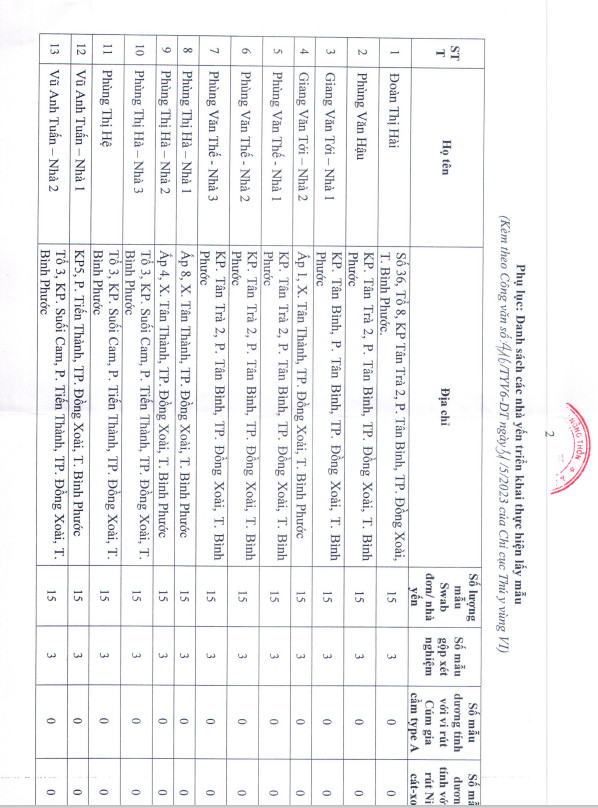 NÔNG THÔN
2
Phụ lục: Danh sách các nhà yến triển khai thực hiện lấy mẫu
(Kèm theo Công văn số /TYV6-DT ngày /5/2023 của Chi cục Thú y vùng VI)
ST
T
Họ tên
Địa chỉ
Số lượng
mẫu
Swab
đơn/ nhà
yến
Số mẫu
gộp xét
nghiệm
Số mẫu
dương tính
với vi rút
Cúm gia
cầm type A
Số mẫ
dươn
tính vớ
rút Ni
cát-xơ
1 Đoàn Thị Hải Số 36, Tổ 8, KP Tân Trà 2, P. Tân Bình, TP. Đồng Xoài, 15 3 0 0
T. Bình Phước.
2 Phùng Văn Hậu KP. Tân Trà 2, P. Tân Bình, TP. Đồng Xoài, T. Bình 15 3 0 0
Phước
3 Giang Văn Tới – Nhà 1 KP. Tân Bình, P. Tân Bình, TP. Đồng Xoài, T. Bình 15 3 0 0
Phước
4 Giang Văn Tới – Nhà 2 Ấp 1, X. Tân Thành, TP. Đồng Xoài, T. Bình Phước 15 3 0 0
5 Phùng Văn Thế - Nhà 1 KP. Tân Trà 2, P. Tân Bình, TP. Đồng Xoài, T. Bình 15 3 0 0
Phước
6 Phùng Văn Thế - Nhà 2 KP. Tân Trà 2, P. Tân Bình, TP. Đồng Xoài, T. Bình 15 3 0 0
Phước
7 Phùng Văn Thế - Nhà 3 KP. Tân Trà 2, P. Tân Bình, TP. Đồng Xoài, T. Bình 15 3 0 0
Phước
8 Phùng Thị Hà – Nhà 1 Ấp 8, X. Tân Thành, TP. Đồng Xoài, T. Bình Phước 15 3 0 0
9 Phùng Thị Hà – Nhà 2 Ấp 4, X. Tân Thành, TP. Đồng Xoài, T. Bình Phước 15 3 0 0
10 Phùng Thị Hà – Nhà 3 Tổ 3, KP. Suối Cam, P. Tiến Thành, TP. Đồng Xoài, T. 15 3 0 0
Bình Phước
11 Phùng Thị Hệ Tổ 3, KP. Suối Cam, P. Tiến Thành, TP. Đồng Xoài, T. 15 3 0 0
Bình Phước
12 Vũ Anh Tuấn – Nhà 1 KP5, P. Tiến Thành, TP. Đồng Xoài, T. Bình Phước 15 3 0 0
13 Vũ Anh Tuấn – Nhà 2 Tổ 3, KP. Suối Cam, P. Tiến Thành, TP. Đồng Xoài, T. 15 3 0 0
Bình Phước